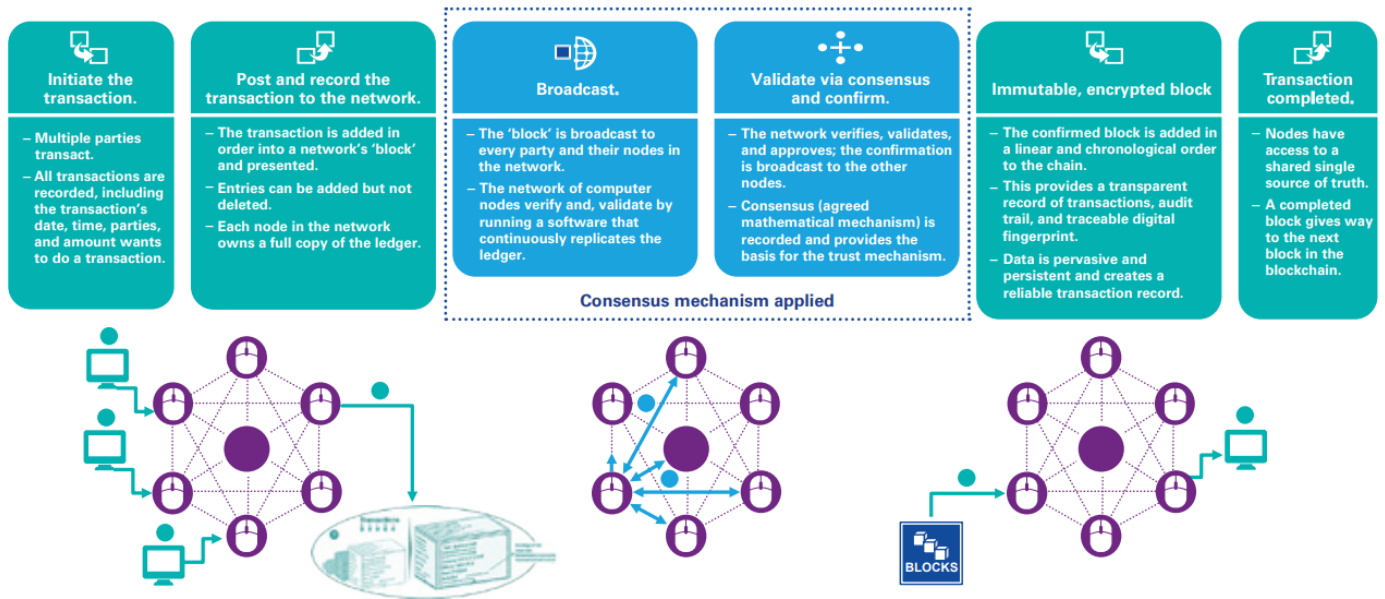 Initiate the
transaction.
– Multiple parties
transact.
– All transactions are
recorded, including
the transaction's
date, time, parties,
and amount wants
to do a transaction.
Post and record the
transaction to the network.
– The transaction is added in
order into a network's 'block'
and presented.
– Entries can be added but not
deleted.
– Each node in the network
owns a full copy of the ledger.
Broadcast.
– The 'block' is broadcast to
every party and their nodes in
the network.
– The network of computer
nodes verify and, validate by
running a software that
continuously replicates the
ledger.
Validate via consensus
and confirm.
– The network verifies, validates,
and approves; the confirmation
is broadcast to the other
nodes.
– Consensus (agreed
mathematical mechanism) is
recorded and provides the
basis for the trust mechanism.
Consensus mechanism applied
Immutable, encrypted block
– The confirmed block is added in
a linear and chronological order
to the chain.
– This provides a transparent
record of transactions, audit
trail, and traceable digital
fingerprint.
– Data is pervasive and
persistent and creates a
reliable transaction record.
Transaction
completed.
– Nodes have
access to a
shared single
source of truth.
– A completed
block gives way
to the next
block in the
blockchain.
Transactions
BLOCKS